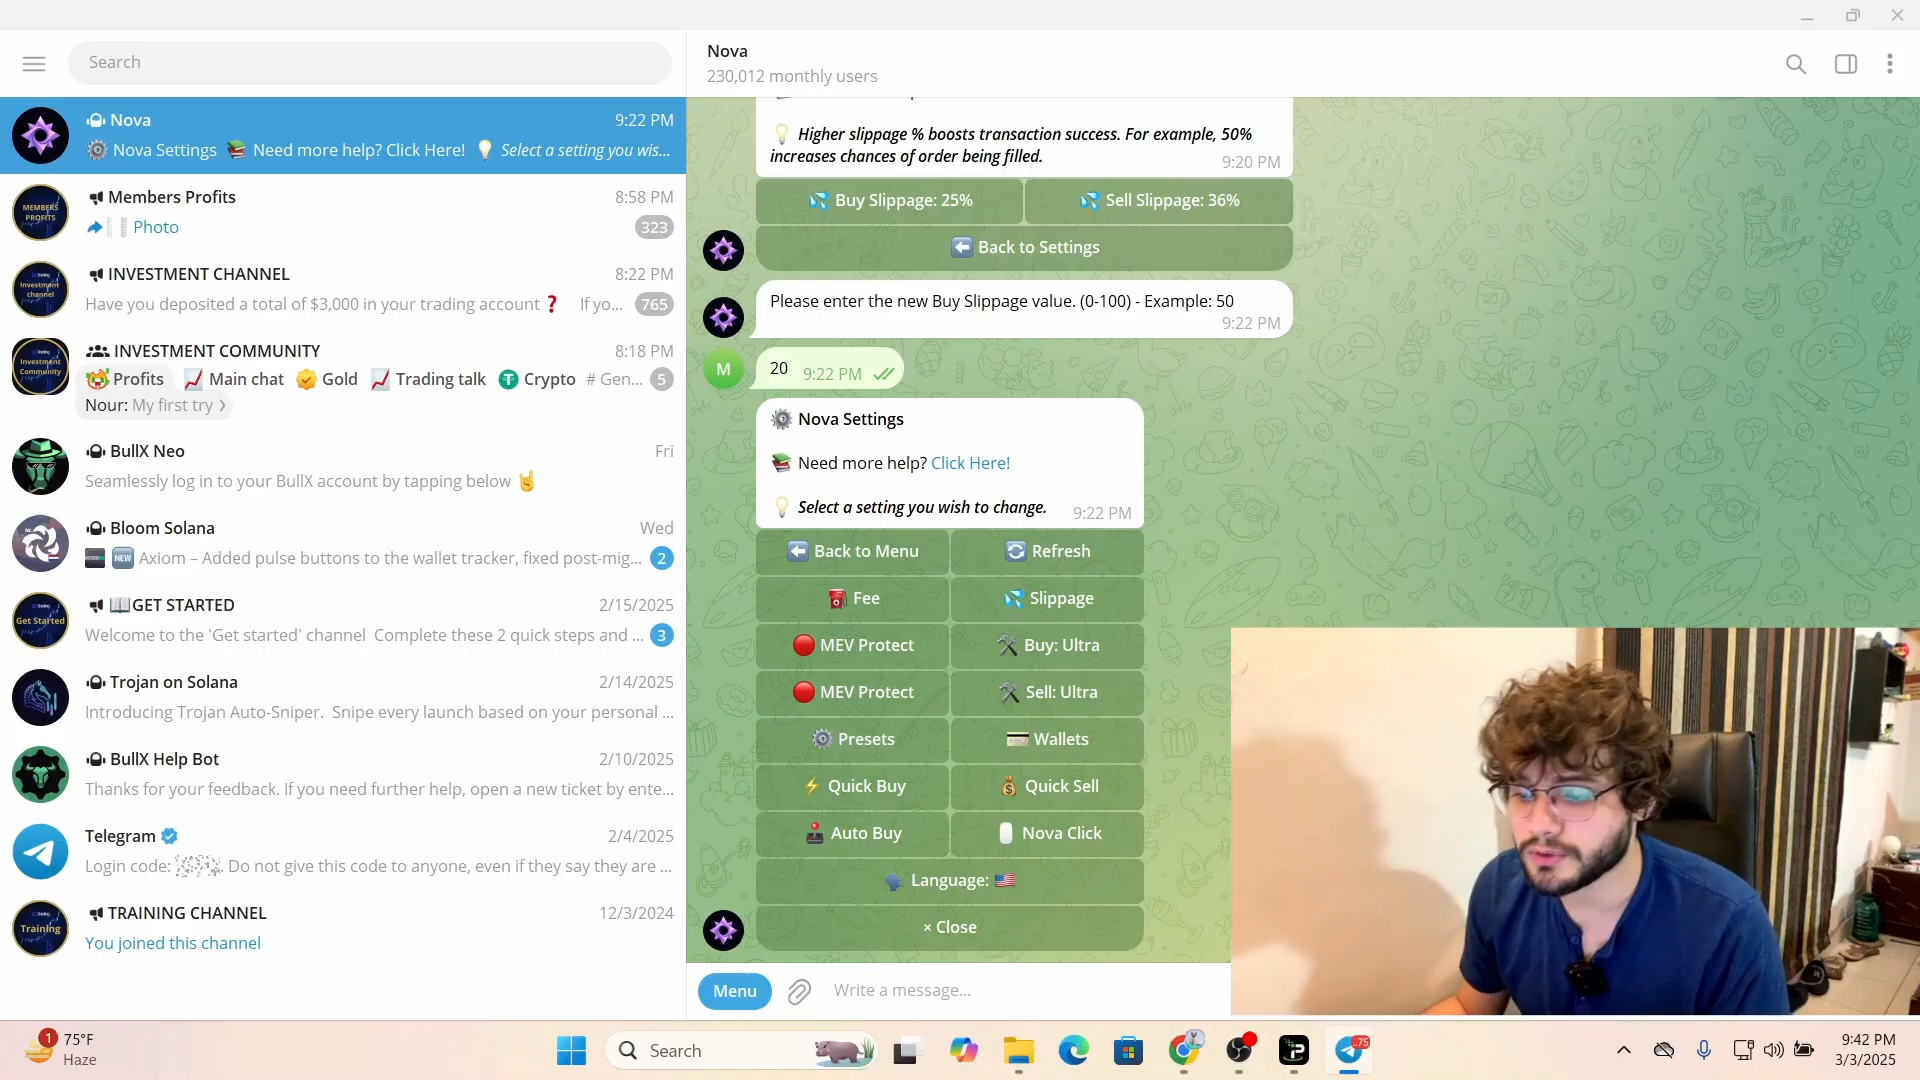 Search
Nova
230,012 monthly users
Nova
9:22 PM
Nova Settings Need more help? Click Here! Select a setting you wis...
MEMBERS
PROFITS
Members Profits
8:58 PM
Photo
323
Investment
channel
INVESTMENT CHANNEL
8:22 PM
Have you deposited a total of $3,000 in your trading account ❓ If yo...
765
Investment
Community
INVESTMENT COMMUNITY
8:18 PM
Profits Main chat Gold Trading talk Crypto # Gen...
5
Nour: My first try
BullX Neo
Fri
Seamlessly log in to your BullX account by tapping below
Bloom Solana
Wed
NEW Axiom – Added pulse buttons to the wallet tracker, fixed post-mig...
2
Get Started
GET STARTED
2/15/2025
Welcome to the 'Get started' channel Complete these 2 quick steps and ...
3
Trojan on Solana
2/14/2025
Introducing Trojan Auto-Sniper. Snipe every launch based on your personal ...
BullX Help Bot
2/10/2025
Thanks for your feedback. If you need further help, open a new ticket by ente...
Telegram
2/4/2025
Login code: . Do not give this code to anyone, even if they say they are ...
Training
TRAINING CHANNEL
12/3/2024
You joined this channel
Higher slippage % boosts transaction success. For example, 50%
increases chances of order being filled.
9:20 PM
Buy Slippage: 25%
Sell Slippage: 36%
Back to Settings
Please enter the new Buy Slippage value. (0-100) - Example: 50
9:22 PM
M
20 9:22 PM
Nova Settings
Need more help? Click Here!
Select a setting you wish to change.
9:22 PM
Back to Menu
Refresh
Fee
Slippage
MEV Protect
Buy: Ultra
MEV Protect
Sell: Ultra
Presets
Wallets
Quick Buy
Quick Sell
Auto Buy
Nova Click
Language:
× Close
Menu
Write a message...
1
75°F
Haze
Search
75
9:42 PM
3/3/2025